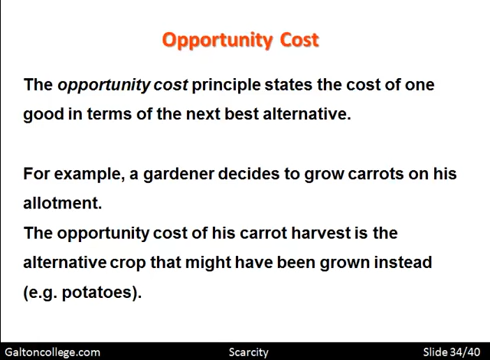 Opportunity Cost
The opportunity cost principle states the cost of one
good in terms of the next best alternative.
For example, a gardener decides to grow carrots on his
allotment.
The opportunity cost of his carrot harvest is the
alternative crop that might have been grown instead
(e.g. potatoes).
Galtoncollege.com Scarcity Slide 34/40